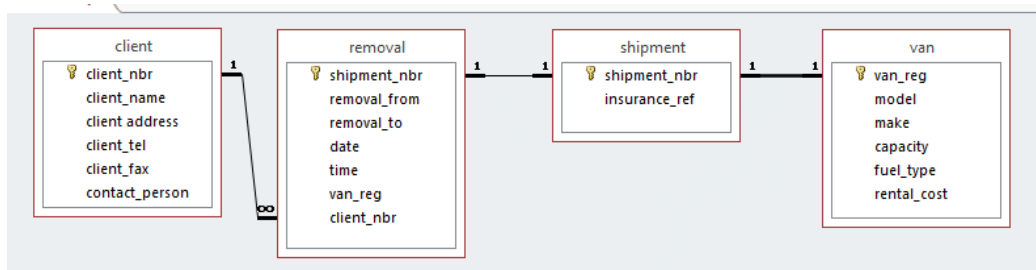 client
client_nbr
client_name
client address
client_tel
client_fax
contact_person
1
∞
removal
shipment_nbr
removal_from
removal_to
date
time
van_reg
client_nbr
1
1
shipment
shipment_nbr
insurance_ref
1
1
van
van_reg
model
make
capacity
fuel_type
rental_cost